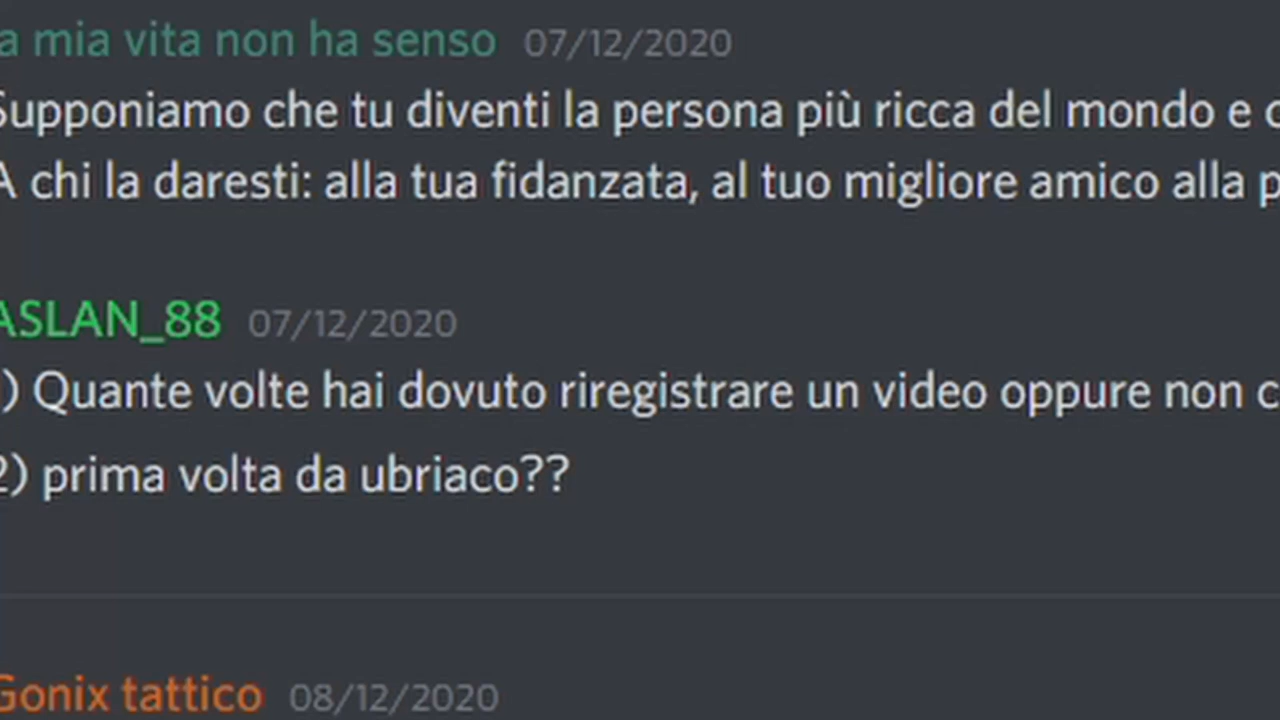 a mia vita non ha senso 07/12/2020
Supponiamo che tu diventi la persona più ricca del mondo e
A chi la daresti: alla tua fidanzata, al tuo migliore amico alla p
ASLAN_88 07/12/2020
) Quante volte hai dovuto riregistrare un video oppure non c
2) prima volta da ubriaco??
Gonix tattico 08/12/2020